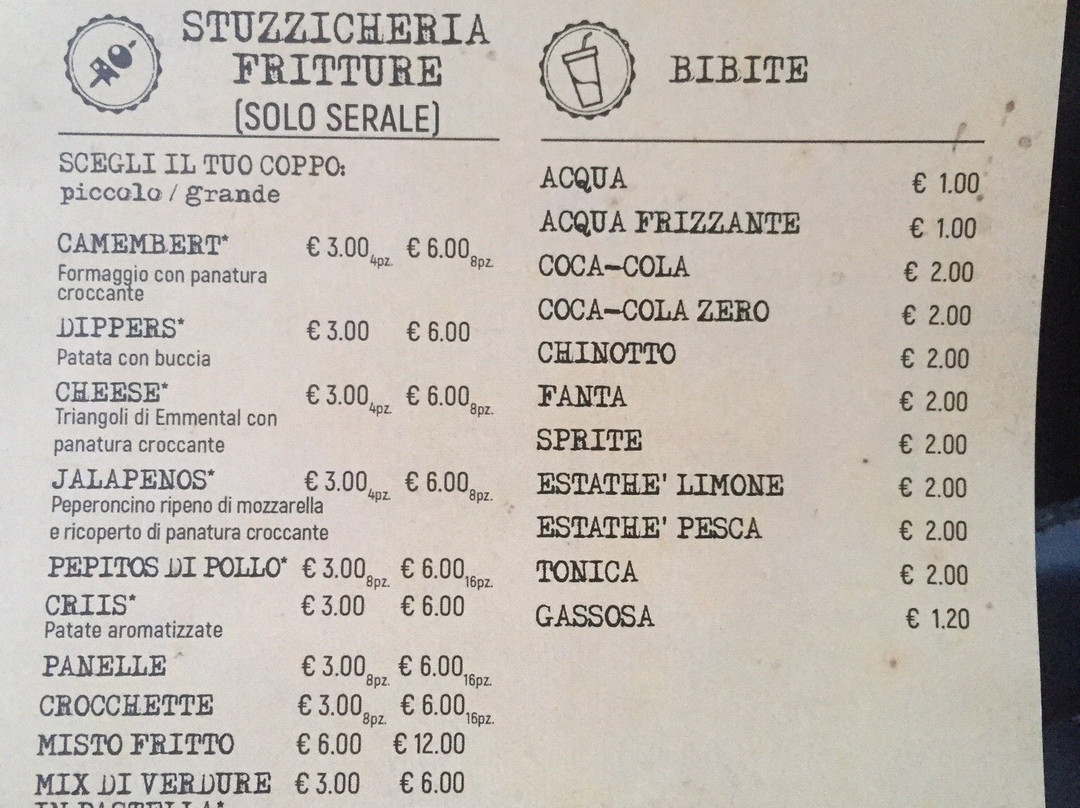 STUZZICHERIA
FRITTURE
(SOLO SERALE)
SCEGLI IL TUO COPPO:
piccolo / grande
CAMEMBERT* € 3.00 4pz. € 6.00 8pz.
Formaggio con panatura
croccante
DIPPERS* € 3.00 € 6.00
Patata con buccia
CHEESE* € 3.00 4pz. € 6.00 8pz.
Triangoli di Emmental con
panatura croccante
JALAPENOS* € 3.00 4pz. € 6.00 8pz.
Peperoncino ripeno di mozzarella
e ricoperto di panatura croccante
PEPITOS DI POLLO* € 3.00 8pz. € 6.00 16pz.
CRIIS* € 3.00 € 6.00
Patate aromatizzate
PANELLE € 3.00 8pz. € 6.00 16pz.
CROCCHETTE € 3.00 8pz. € 6.00 16pz.
MISTO FRITTO € 6.00 € 12.00
MIX DI VERDURE € 3.00 € 6.00
IN PASTELLA*
BIBITE
ACQUA € 1.00
ACQUA FRIZZANTE € 1.00
COCA-COLA € 2.00
COCA-COLA ZERO € 2.00
CHINOTTO € 2.00
FANTA € 2.00
SPRITE € 2.00
ESTATHE' LIMONE € 2.00
ESTATHE' PESCA € 2.00
TONICA € 2.00
GASSOSA € 1.20